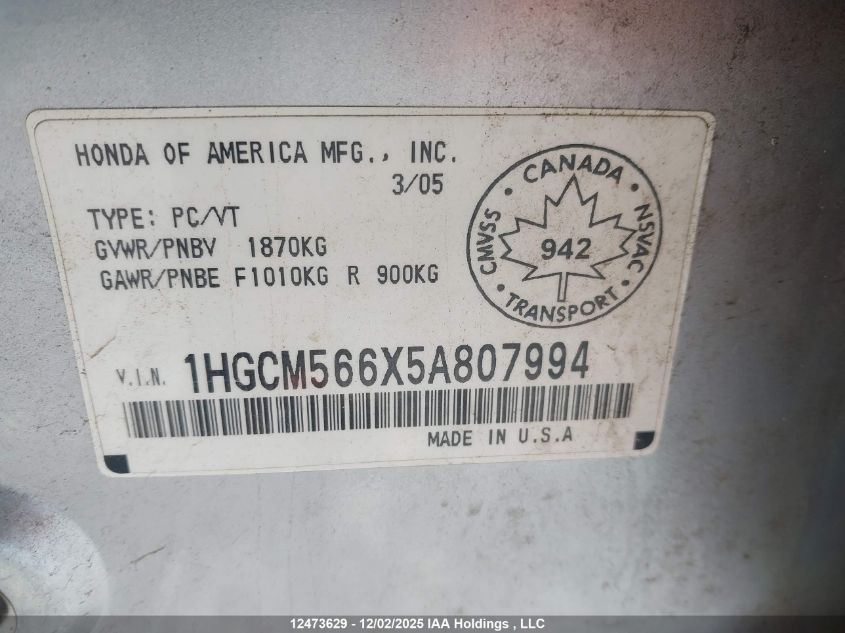 HONDA OF AMERICA MFG., INC.
3/05
TYPE: PC/VT
GVWR/PNBV 1870KG
GAWR/PNBE F1010KG R 900KG
CANADA
CMVSS
942
NSVAC
TRANSPORT
V.I.N. 1HGCM566X5A807994
MADE IN U.S.A
12473629 - 12/02/2025 IAA Holdings , LLC